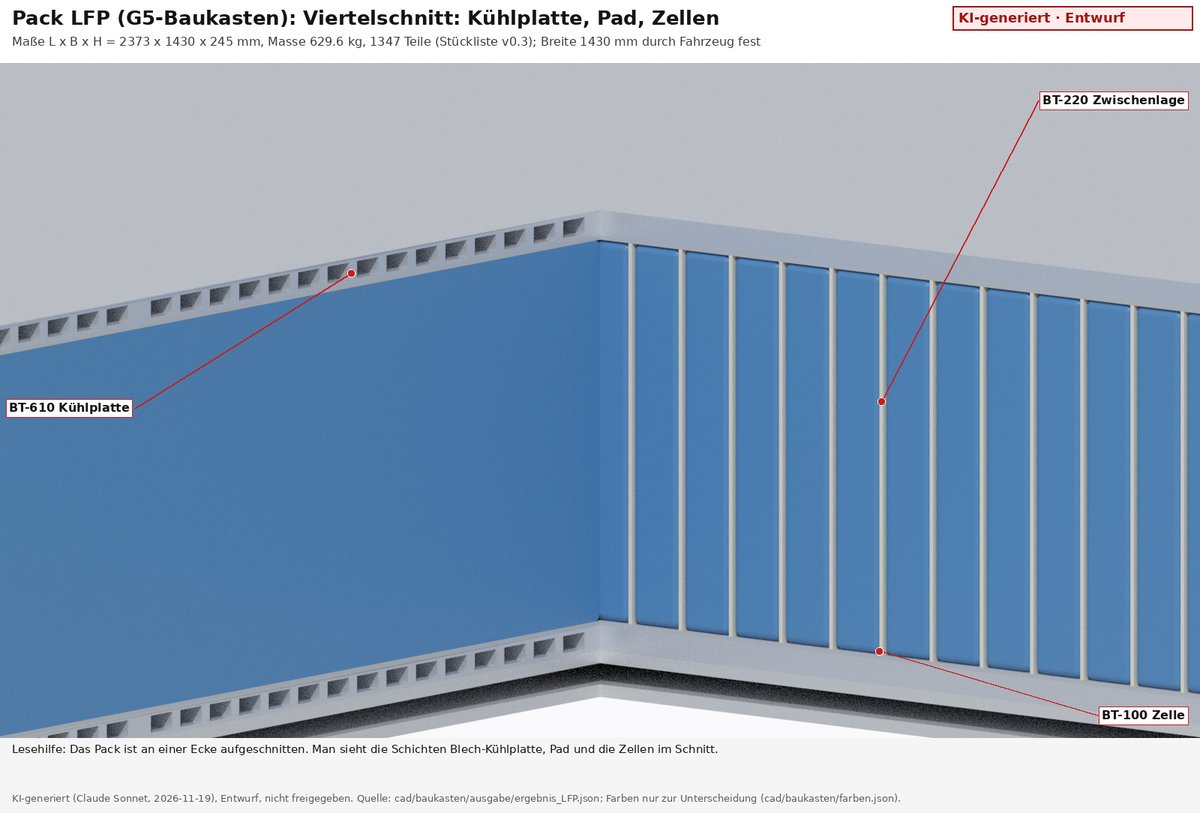 Pack LFP (G5-Baukasten): Viertelschnitt: Kühlplatte, Pad, Zellen
KI-generiert · Entwurf
Maße L x B x H = 2373 x 1430 x 245 mm, Masse 629.6 kg, 1347 Teile (Stückliste v0.3); Breite 1430 mm durch Fahrzeug fest
BT-220 Zwischenlage
BT-610 Kühlplatte
BT-100 Zelle
Lesehilfe: Das Pack ist an einer Ecke aufgeschnitten. Man sieht die Schichten Blech-Kühlplatte, Pad und die Zellen im Schnitt.
KI-generiert (Claude Sonnet, 2026-11-19), Entwurf, nicht freigegeben. Quelle: cad/baukasten/ausgabe/ergebnis_LFP.json; Farben nur zur Unterscheidung (cad/baukasten/farben.json).